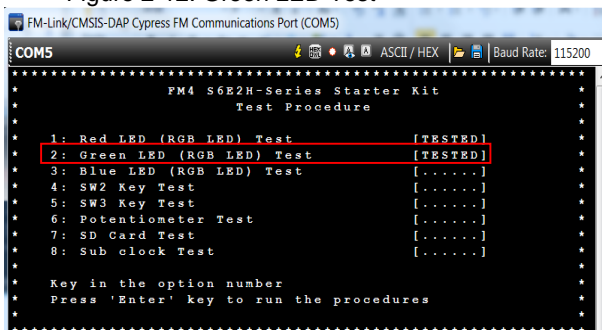 Figure 2-12. Green LED Test
FM-Link/CMSIS-DAP Cypress FM Communications Port (COM5)
COM5 ASCII / HEX Baud Rate: 115200
***********************************************************
* FM4 S6E2H-Series Starter Kit *
* Test Procedure *
* *
* 1: Red LED (RGB LED) Test [TESTED] *
* 2: Green LED (RGB LED) Test [TESTED] *
* 3: Blue LED (RGB LED) Test [......] *
* 4: SW2 Key Test [......] *
* 5: SW3 Key Test [......] *
* 6: Potentiometer Test [......] *
* 7: SD Card Test [......] *
* 8: Sub clock Test [......] *
* *
* Key in the option number *
* Press 'Enter' key to run the procedures *
* *
***********************************************************